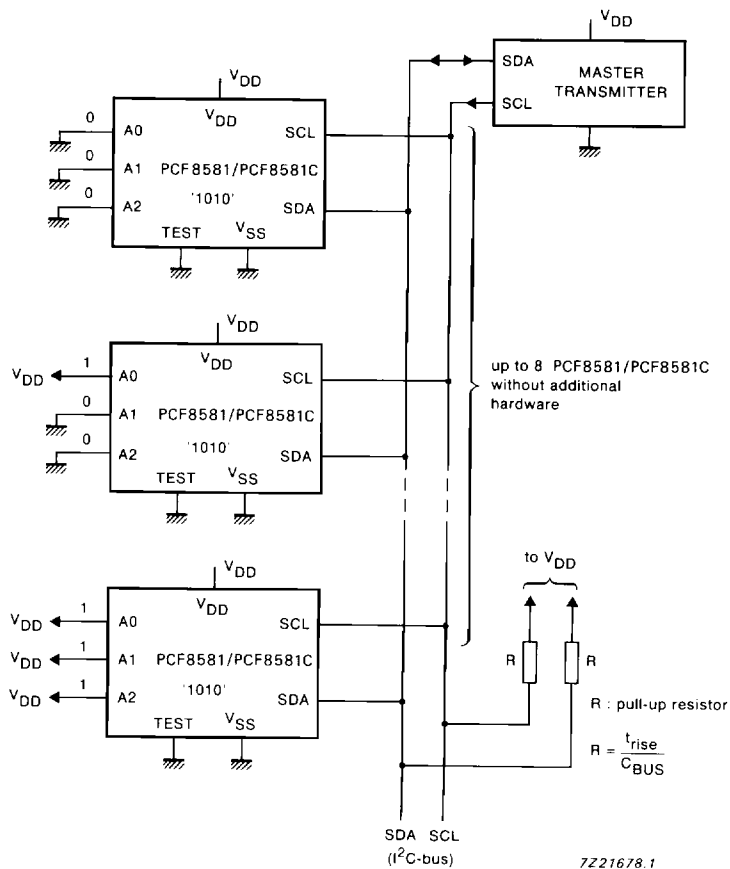 VDD
SDA
MASTER
TRANSMITTER
SCL
VDD
VDD
0
A0
SCL
0
A1
PCF8581/PCF8581C
'1010'
0
A2
SDA
TEST
VSS
VDD
VDD
VDD
1
A0
SCL
0
A1
PCF8581/PCF8581C
'1010'
0
A2
SDA
TEST
VSS
up to 8 PCF8581/PCF8581C
without additional
hardware
VDD
VDD
VDD
1
A0
SCL
VDD
1
A1
PCF8581/PCF8581C
'1010'
VDD
1
A2
SDA
TEST
VSS
to VDD
R
R
R : pull-up resistor
R = trise
CBUS
SDA SCL
(I²C-bus)
7Z21678.1